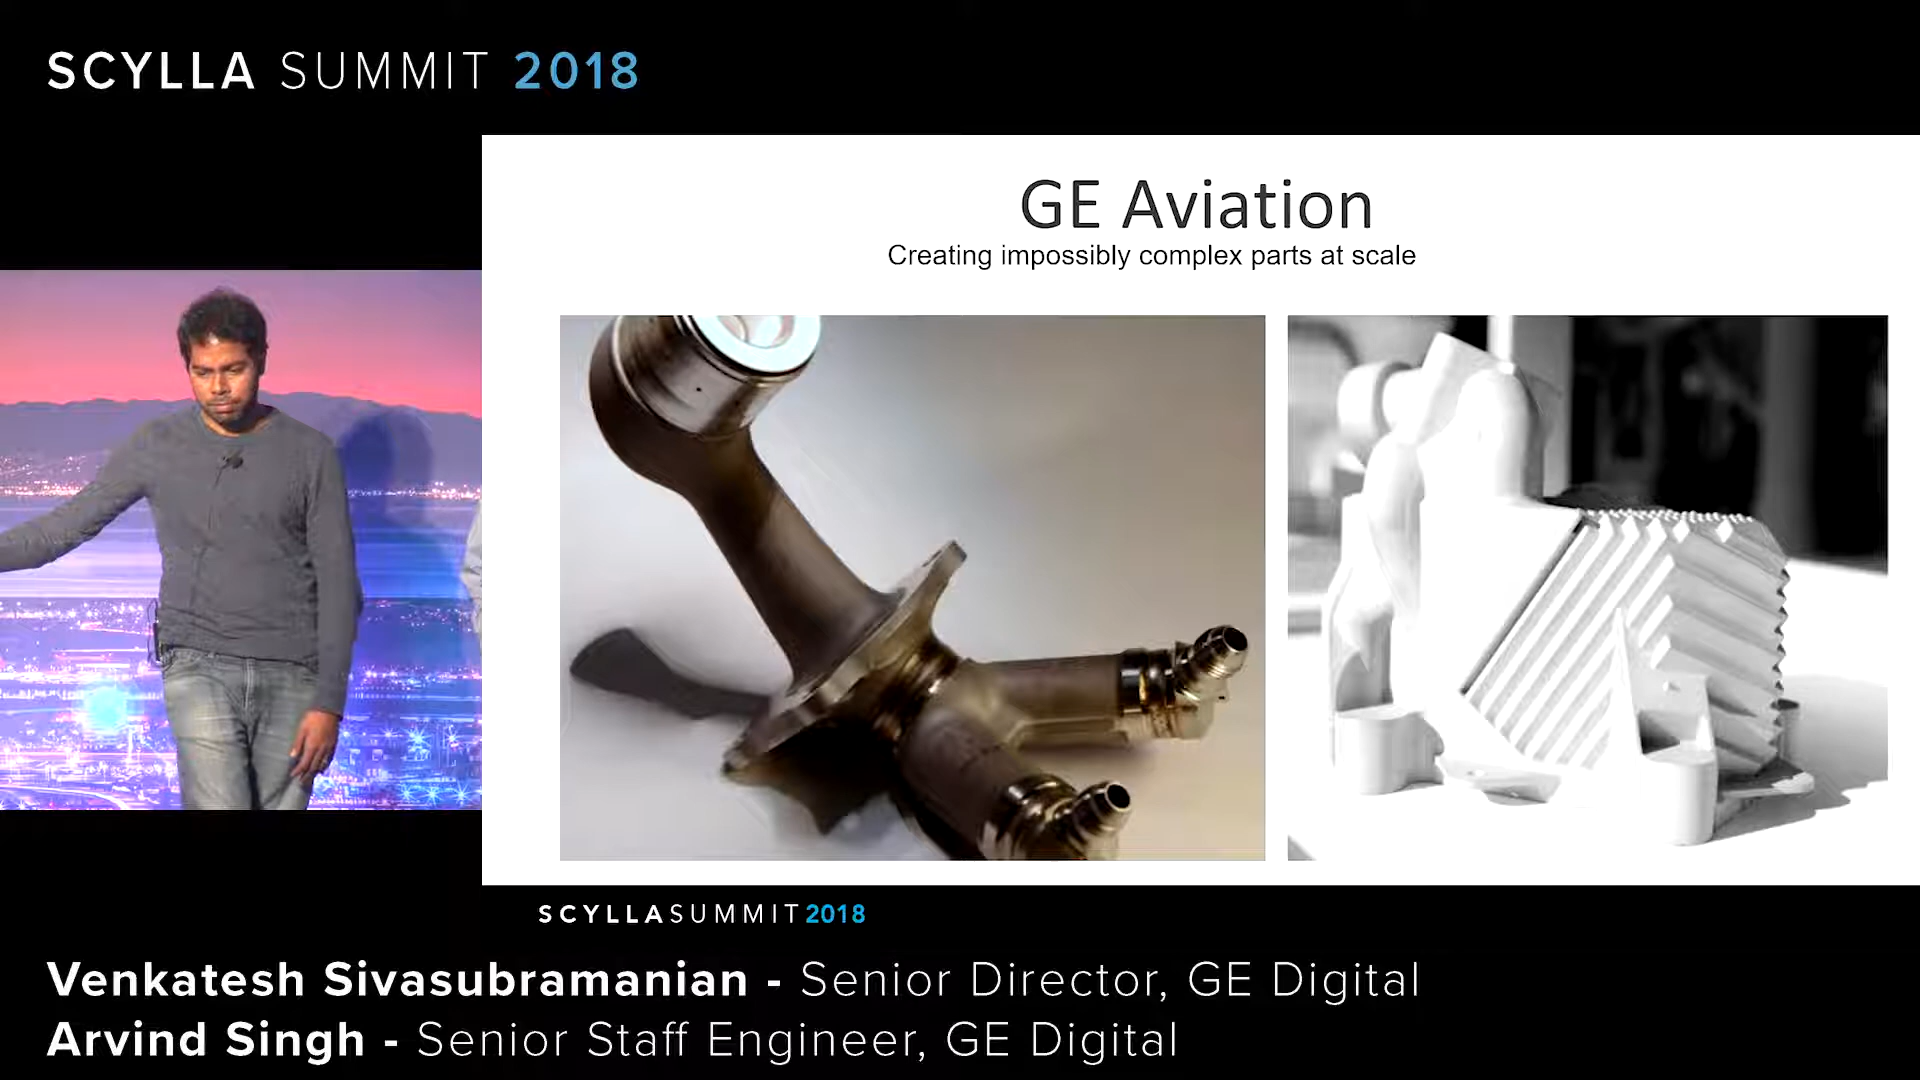 SCYLLA SUMMIT 2018
GE Aviation
Creating impossibly complex parts at scale
SCYLLASUMMIT2018
Venkatesh Sivasubramanian - Senior Director, GE Digital
Arvind Singh - Senior Staff Engineer, GE Digital